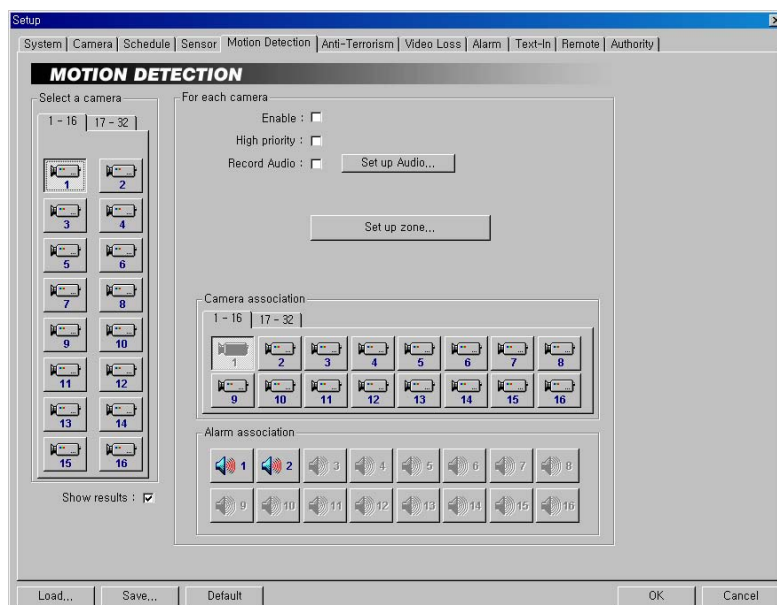 Setup
System Camera Schedule Sensor Motion Detection Anti-Terrorism Video Loss Alarm Text-In Remote Authority
MOTION DETECTION
Select a camera
1 - 16 17 - 32
1 2
3 4
5 6
7 8
9 10
11 12
13 14
15 16
Show results :
For each camera
Enable :
High priority :
Record Audio : Set up Audio,,,
Set up zone,,,
Camera association
1 - 16 17 - 32
1 2 3 4 5 6 7 8
9 10 11 12 13 14 15 16
Alarm association
1 2 3 4 5 6 7 8
9 10 11 12 13 14 15 16
Load,,, Save,,, Default OK Cancel